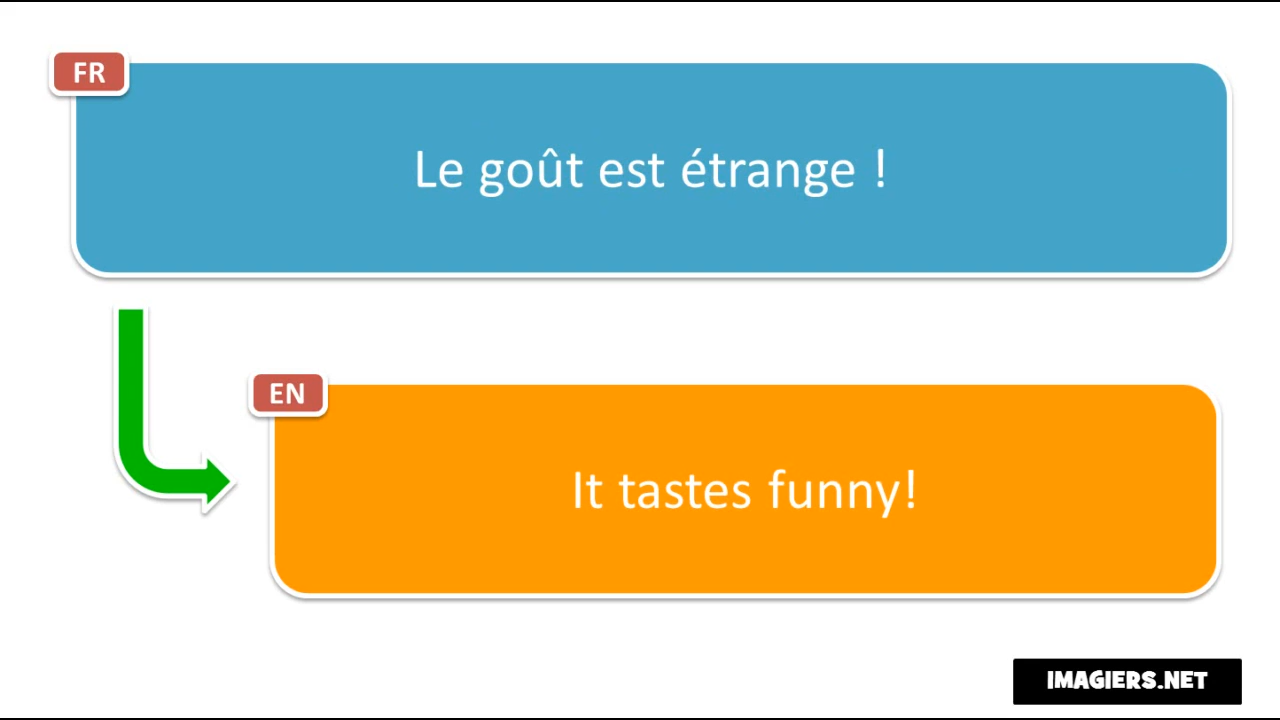 FR
Le goût est étrange !
EN
It tastes funny!
IMAGIERS.NET